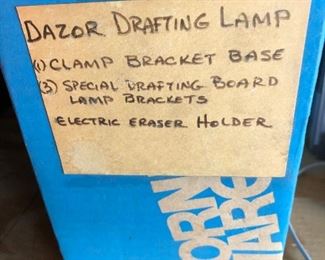 DAZOR DRAFTING LAMP
(1) CLAMP BRACKET BASE
(3) SPECIAL DRAFTING BOARD
LAMP BRACKETS
ELECTRIC ERASER HOLDER